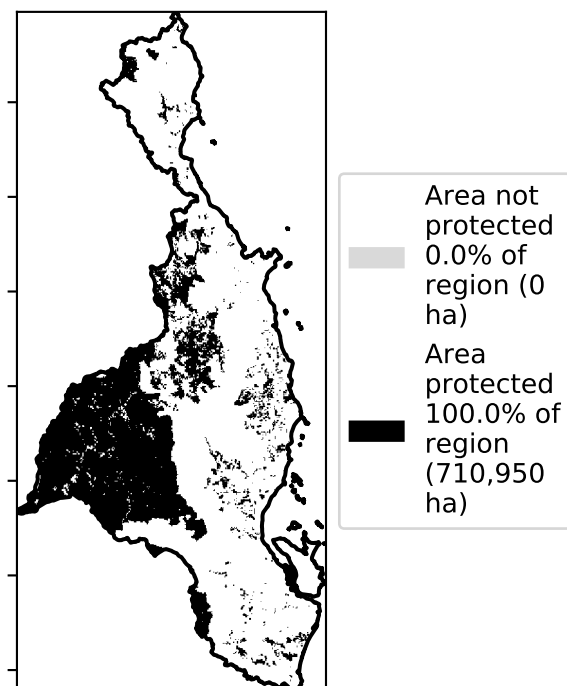 Area not
protected
0.0% of
region (0
ha)
Area
protected
100.0% of
region
(710,950
ha)